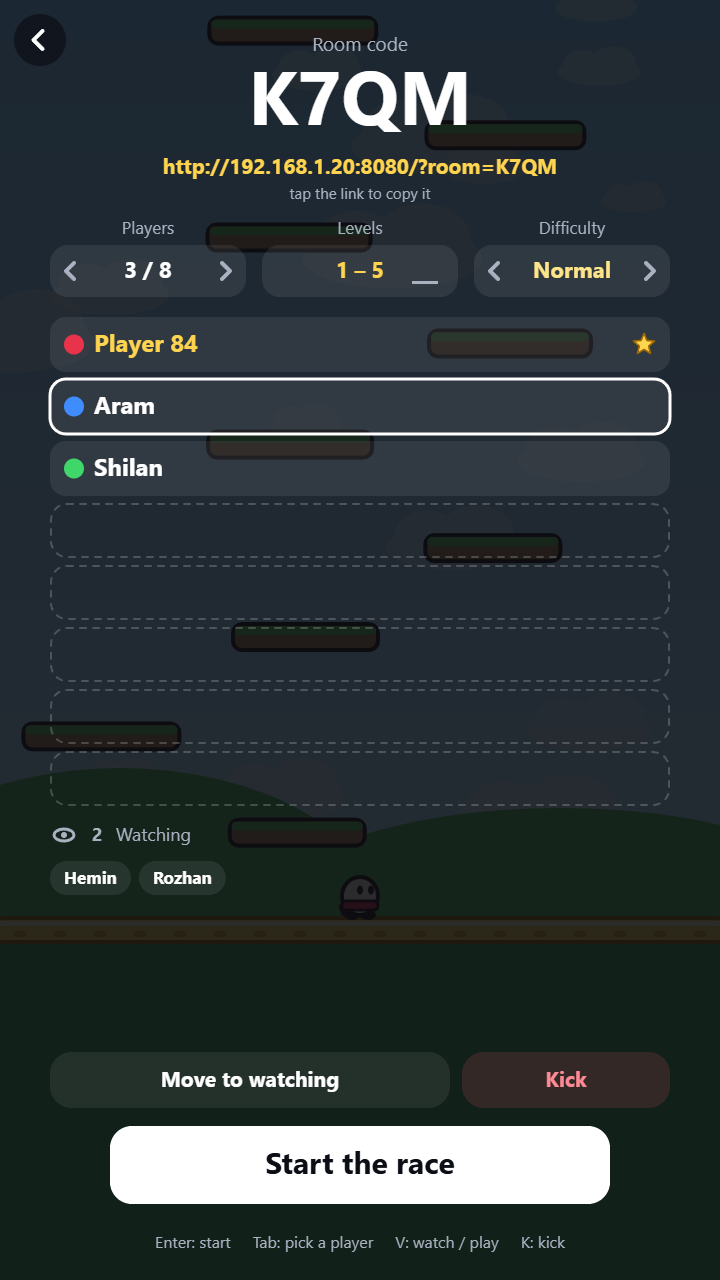 Room code
K7QM
http://192.168.1.20:8080/?room=K7QM
tap the link to copy it
Players Levels Difficulty
3 / 8 1 – 5 Normal
Player 84
Aram
Shilan
2 Watching
Hemin Rozhan
Move to watching Kick
Start the race
Enter: start Tab: pick a player V: watch / play K: kick